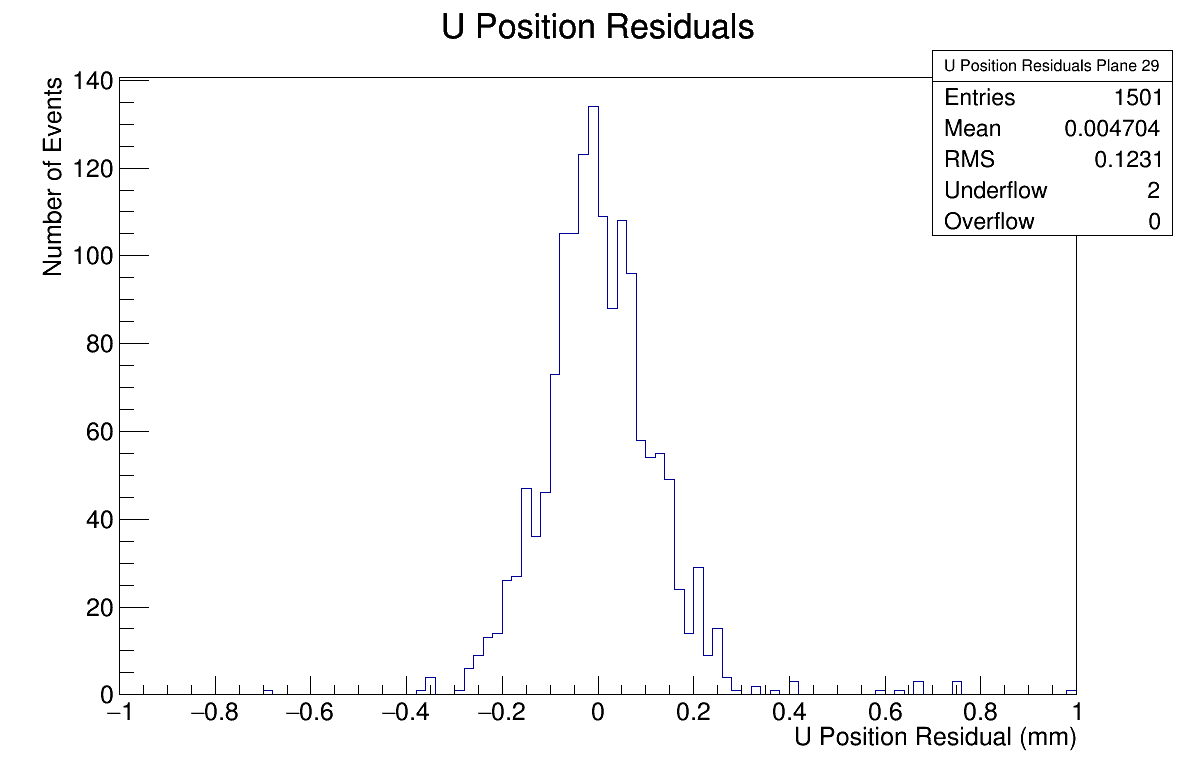 U Position Residuals
U Position Residuals Plane 29
Entries 1501
Mean 0.004704
RMS 0.1231
Underflow 2
Overflow 0
Number of Events
140
120
100
80
60
40
20
0
−1 −0.8 −0.6 −0.4 −0.2 0 0.2 0.4 0.6 0.8 1
U Position Residual (mm)